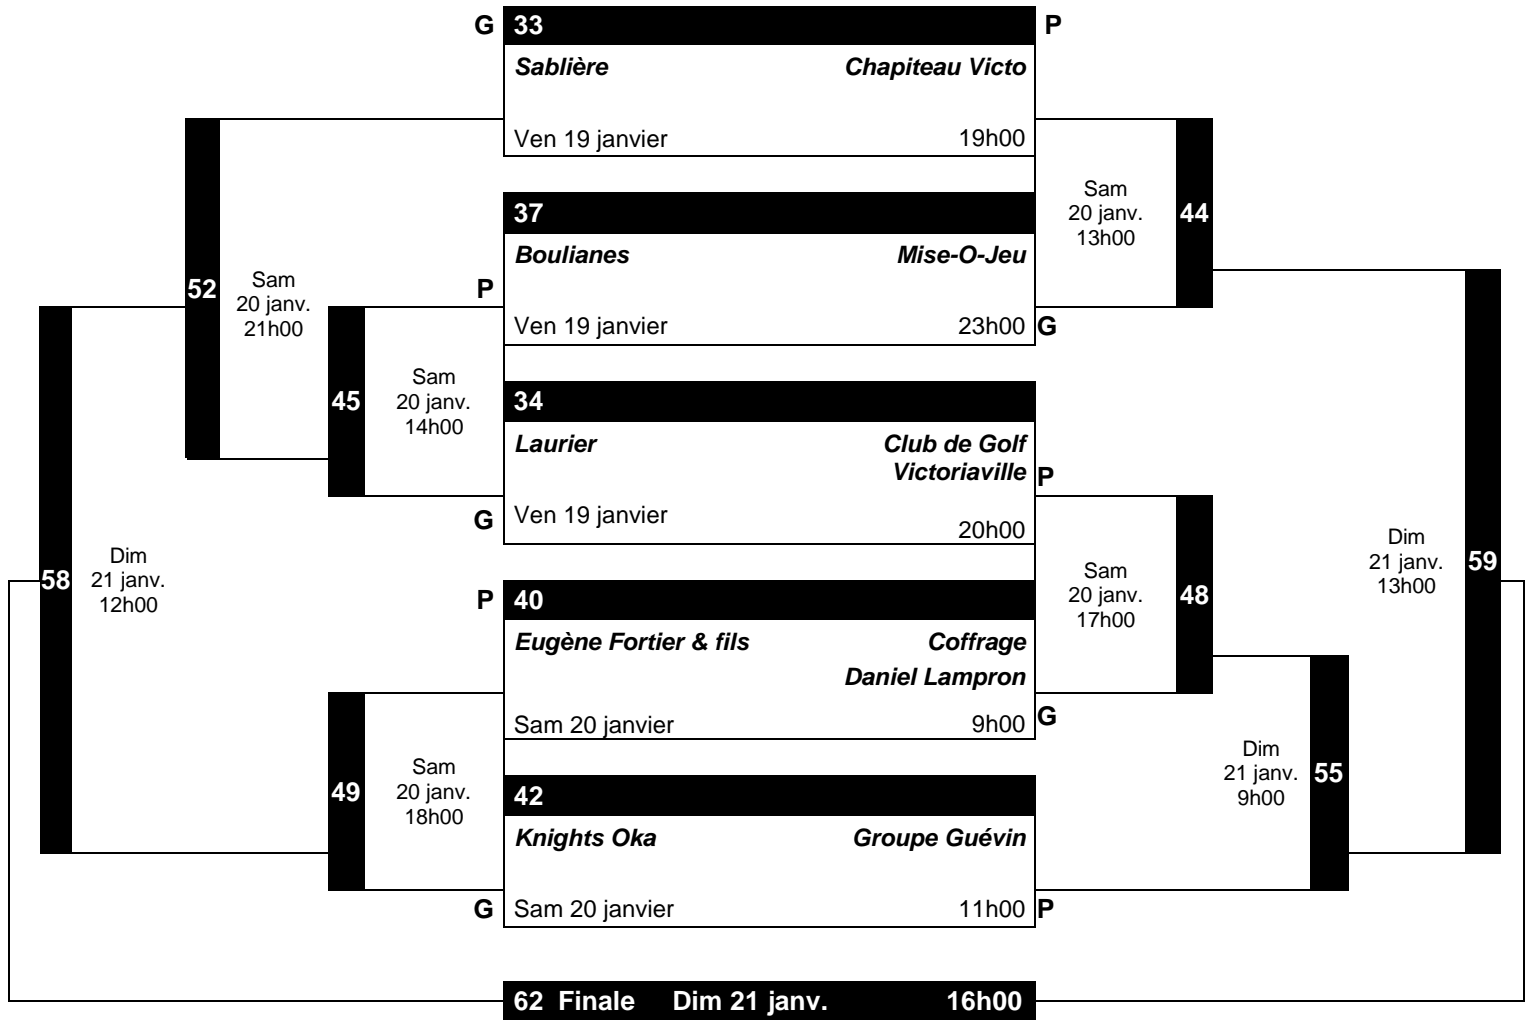 G 33 P
Sablière Chapiteau Victo
Ven 19 janvier 19h00
37
Boulianes Mise-O-Jeu
P
Ven 19 janvier 23h00 G
34
Laurier Club de Golf
Victoriaville P
G Ven 19 janvier 20h00
P 40
Eugène Fortier & fils Coffrage
Daniel Lampron
Sam 20 janvier 9h00 G
42
Knights Oka Groupe Guévin
G Sam 20 janvier 11h00 P
52
Sam
20 janv.
21h00
45
Sam
20 janv.
14h00
58
Dim
21 janv.
12h00
49
Sam
20 janv.
18h00
Sam
20 janv.
13h00
44
Sam
20 janv.
17h00
48
Dim
21 janv.
13h00
59
Dim
21 janv.
9h00
55
62 Finale Dim 21 janv. 16h00